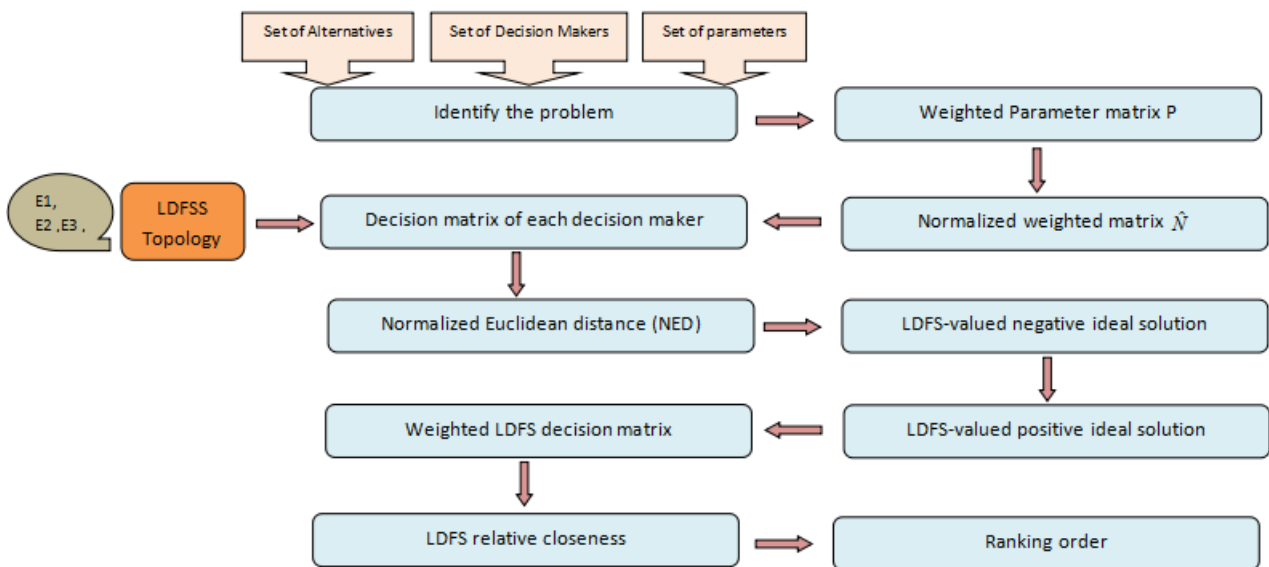 Set of Alternatives
Set of Decision Makers
Set of parameters
Identify the problem
Weighted Parameter matrix P
E1,
E2 ,E3 ,
LDFSS
Topology
Decision matrix of each decision maker
Normalized weighted matrix N̂
Normalized Euclidean distance (NED)
LDFS-valued negative ideal solution
Weighted LDFS decision matrix
LDFS-valued positive ideal solution
LDFS relative closeness
Ranking order